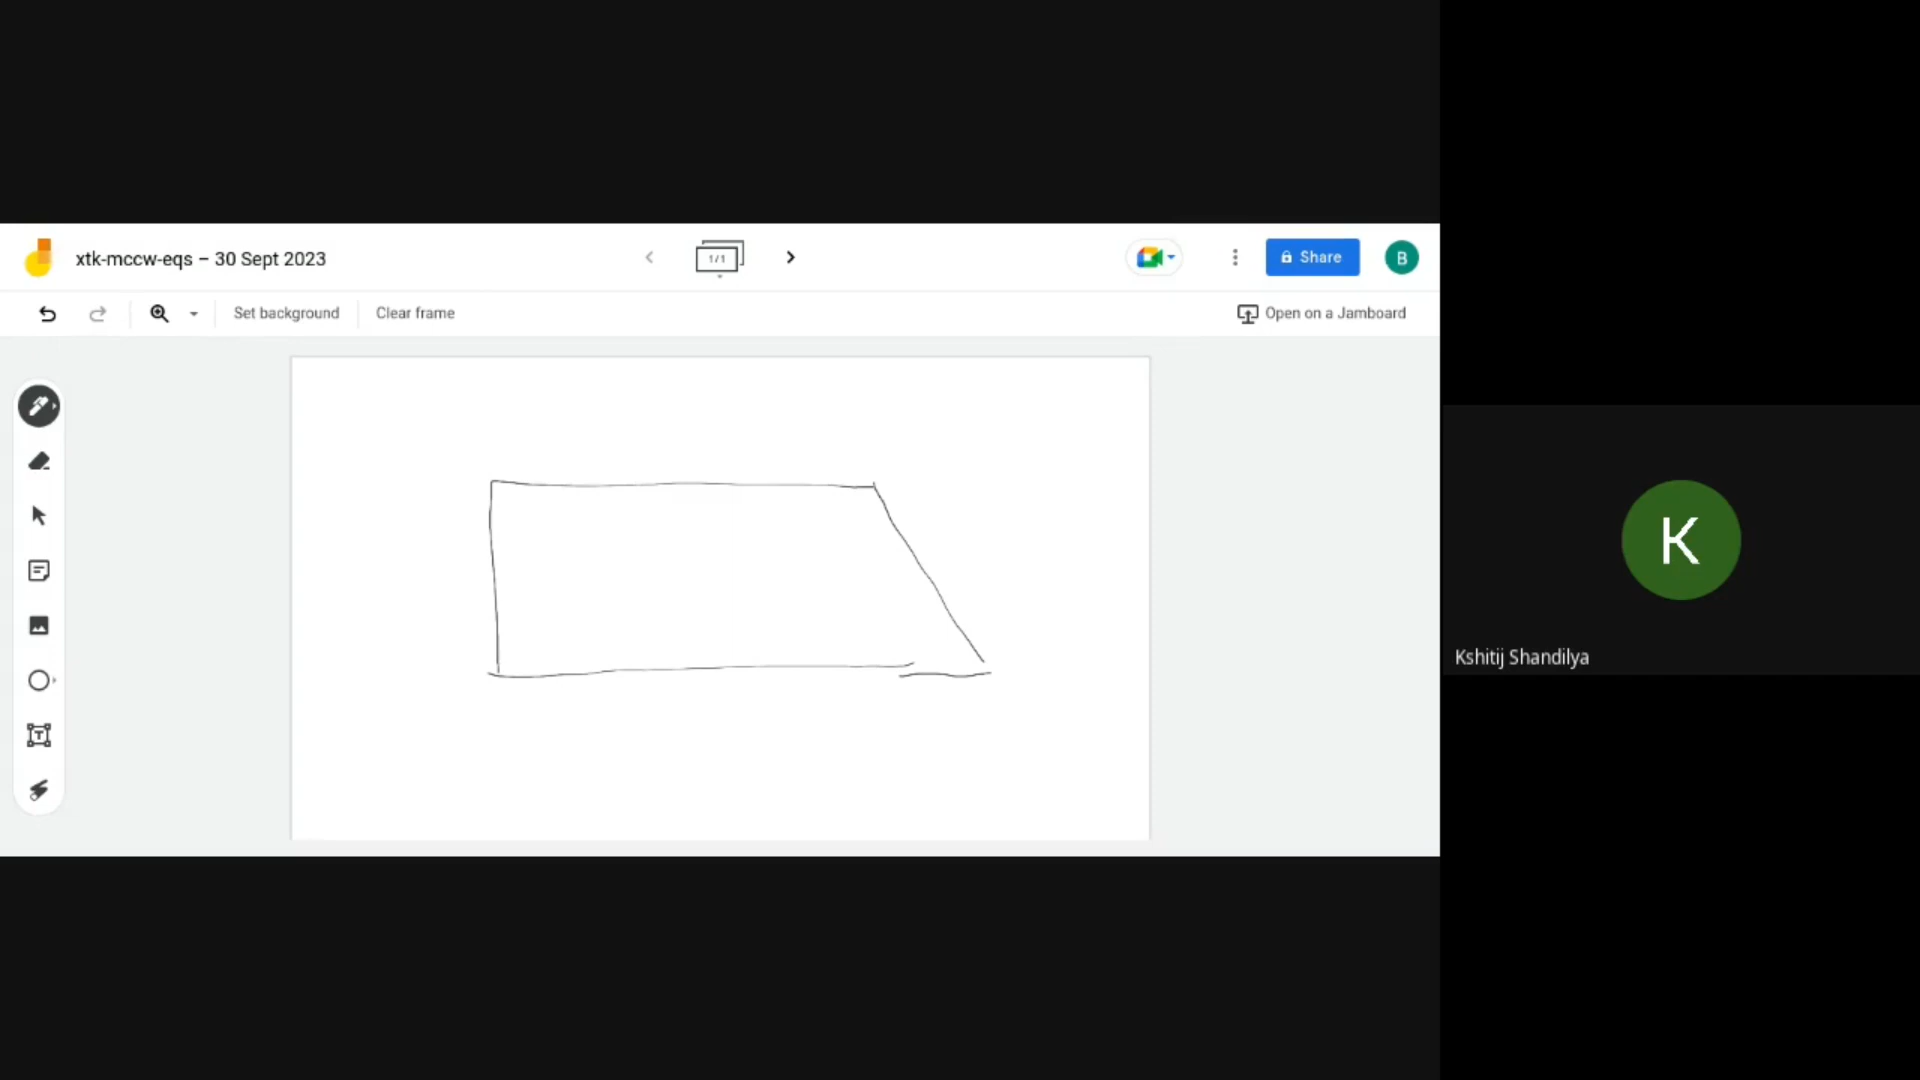 xtk-mccw-eqs – 30 Sept 2023
1/1
Share
B
Set background
Clear frame
Open on a Jamboard
K
Kshitij Shandilya